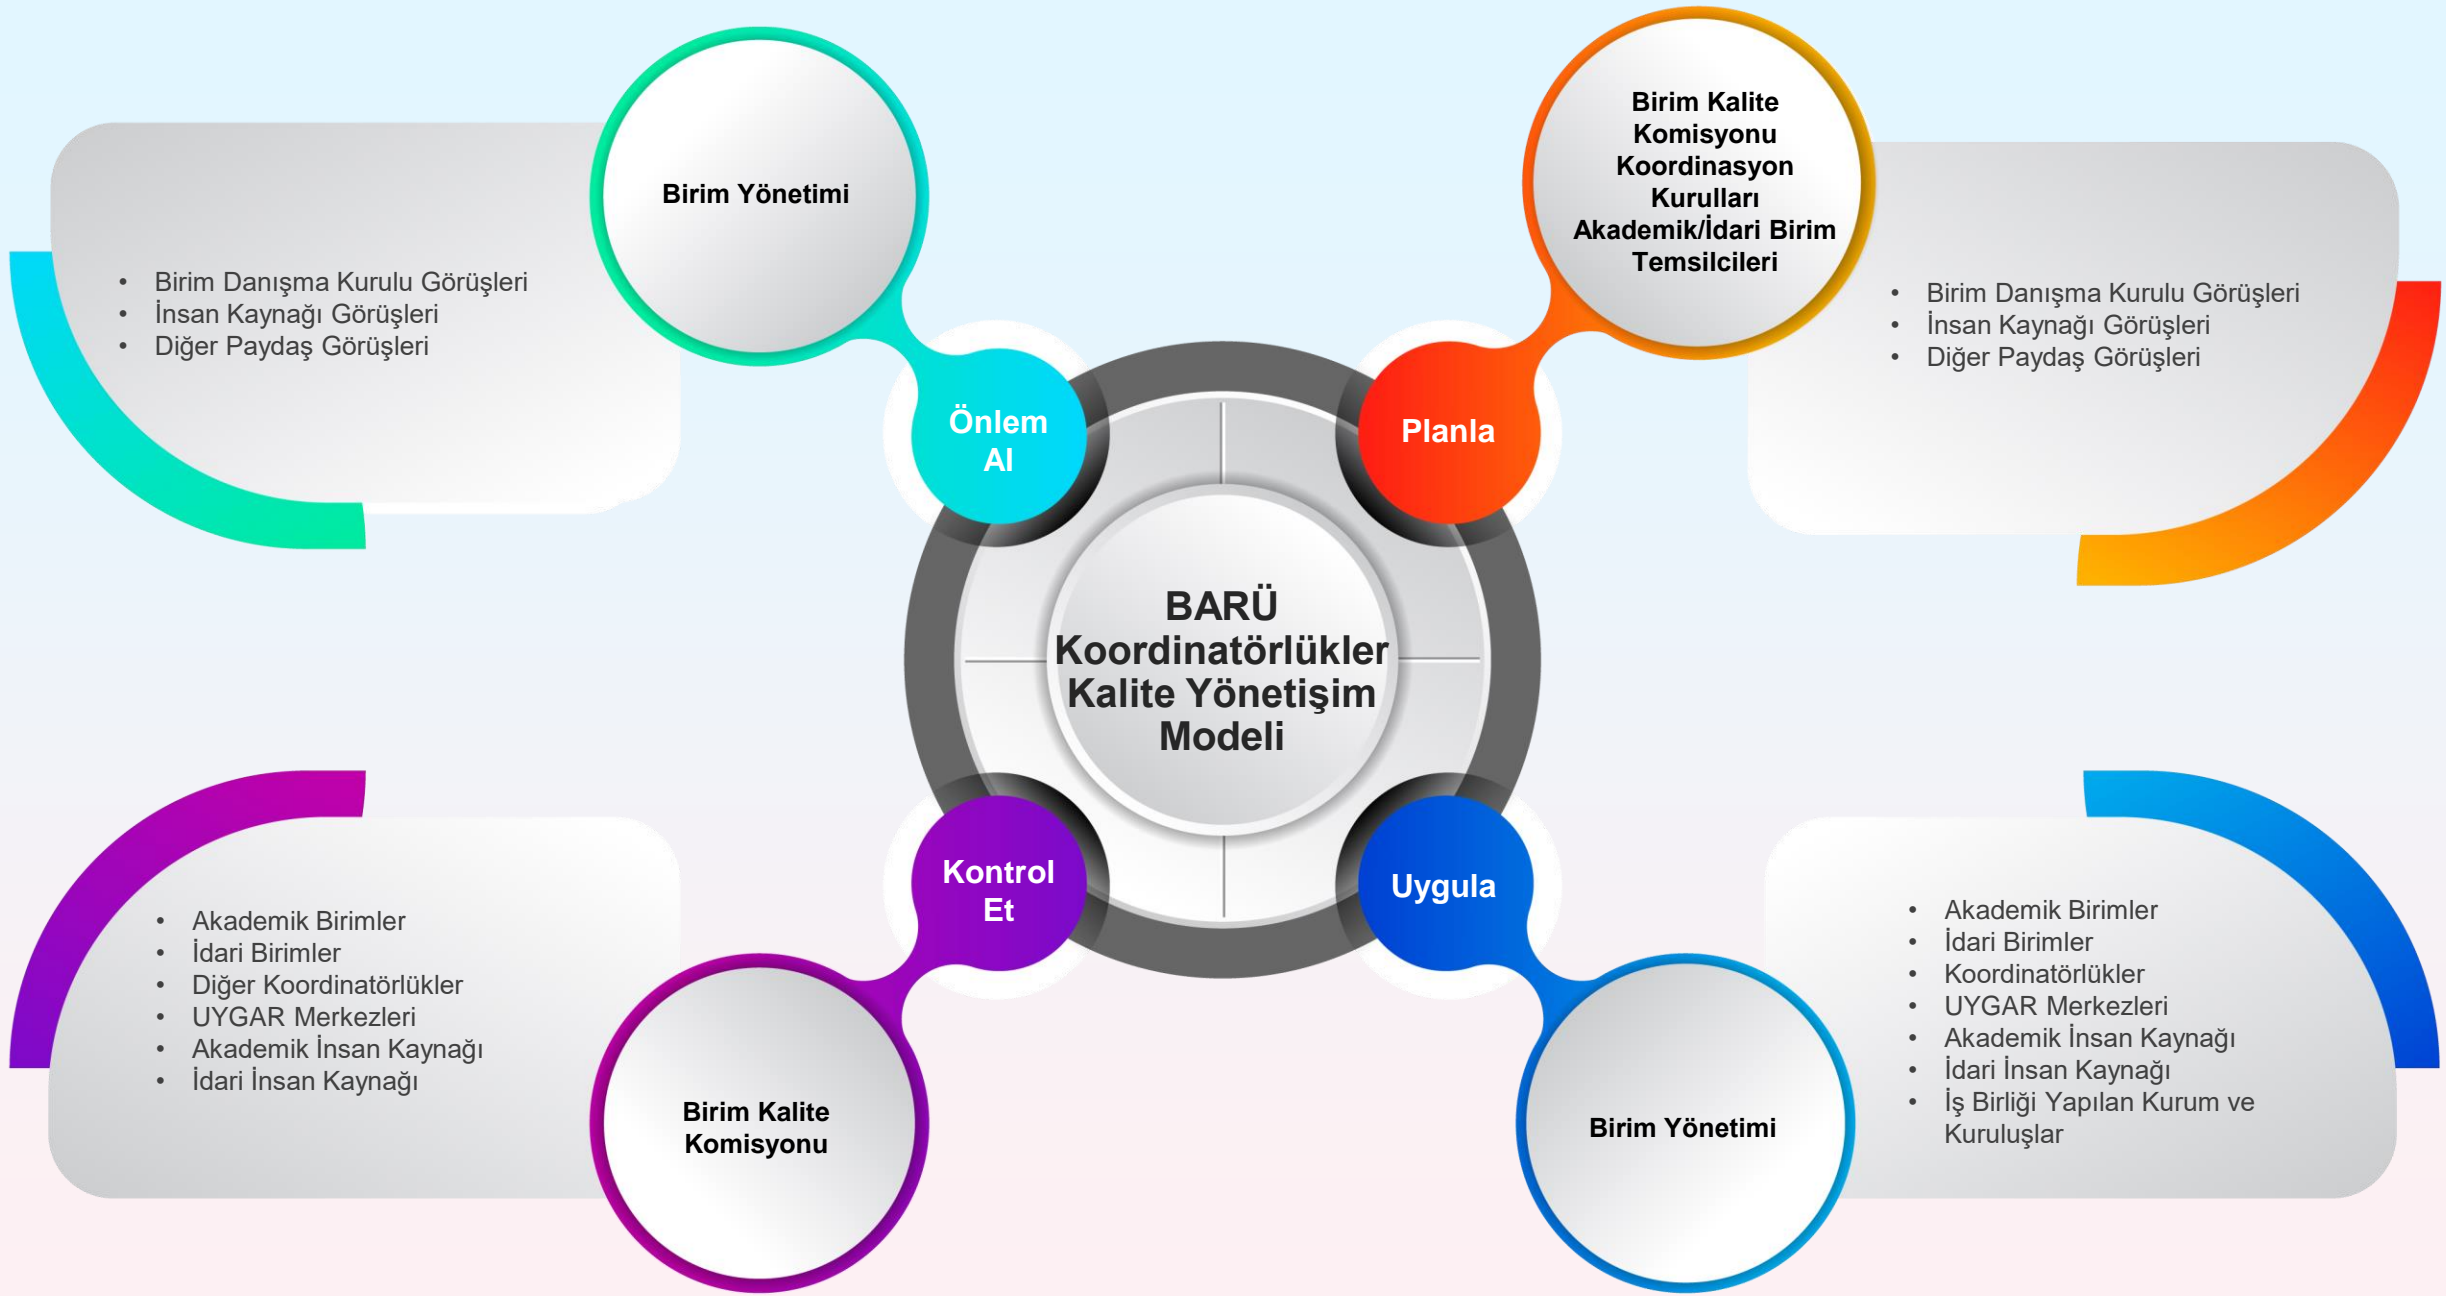 Birim Yönetimi
• Birim Danışma Kurulu Görüşleri
• İnsan Kaynağı Görüşleri
• Diğer Paydaş Görüşleri
Önlem
Al
Birim Kalite
Komisyonu
Koordinasyon
Kurulları
Akademik/İdari Birim
Temsilcileri
• Birim Danışma Kurulu Görüşleri
• İnsan Kaynağı Görüşleri
• Diğer Paydaş Görüşleri
Planla
BARÜ
Koordinatörlükler
Kalite Yönetişim
Modeli
Kontrol
Et
• Akademik Birimler
• İdari Birimler
• Diğer Koordinatörlükler
• UYGAR Merkezleri
• Akademik İnsan Kaynağı
• İdari İnsan Kaynağı
Birim Kalite
Komisyonu
Uygula
• Akademik Birimler
• İdari Birimler
• Koordinatörlükler
• UYGAR Merkezleri
• Akademik İnsan Kaynağı
• İdari İnsan Kaynağı
• İş Birliği Yapılan Kurum ve
Kuruluşlar
Birim Yönetimi